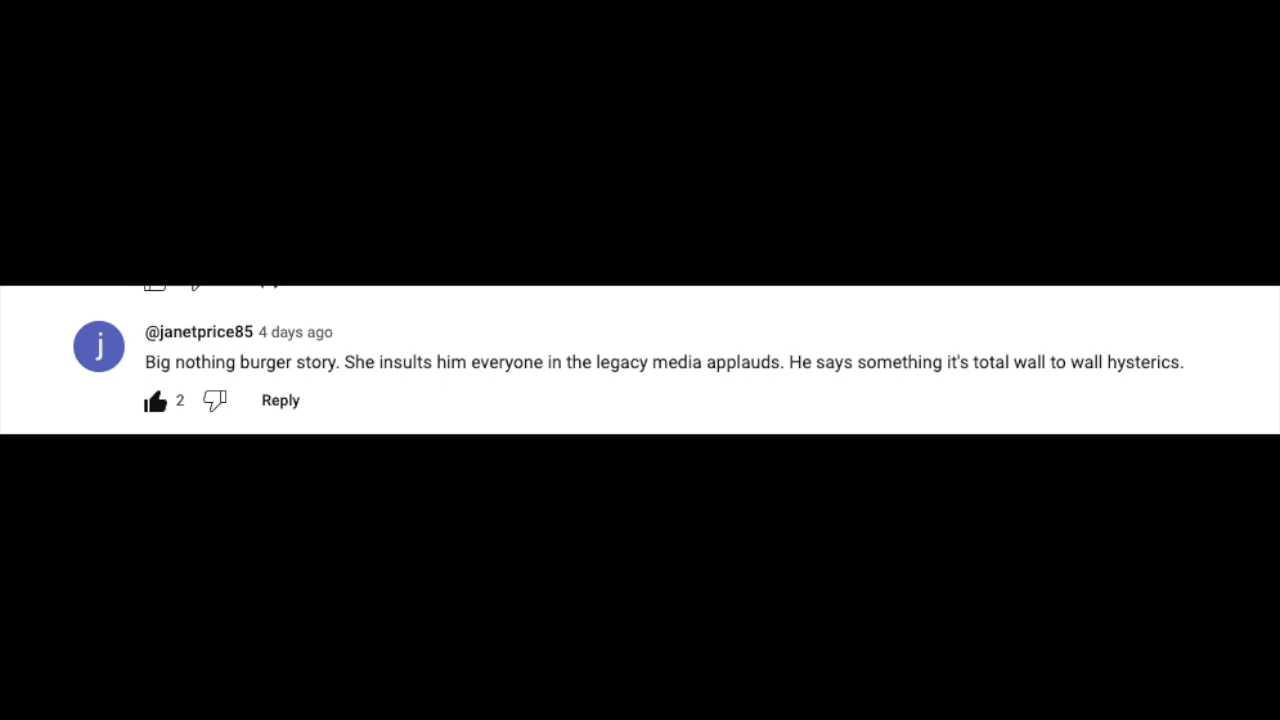 j
@janetprice85 4 days ago
Big nothing burger story. She insults him everyone in the legacy media applauds. He says something it's total wall to wall hysterics.
2 Reply